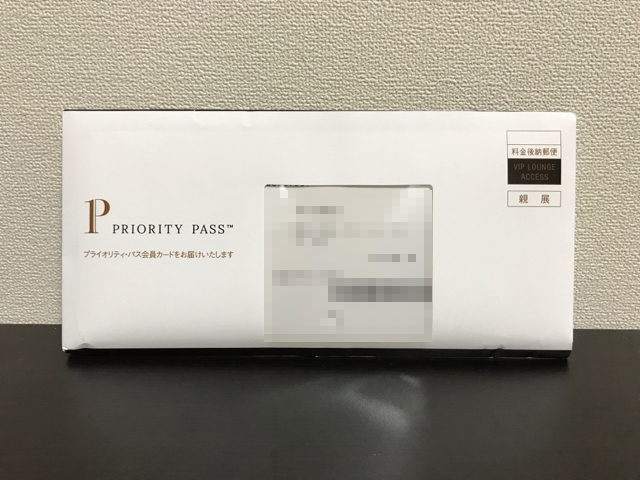 料金後納郵便
VIP LOUNGE
ACCESS
親 展
PRIORITY PASS™
プライオリティ・パス会員カードをお届けいたします